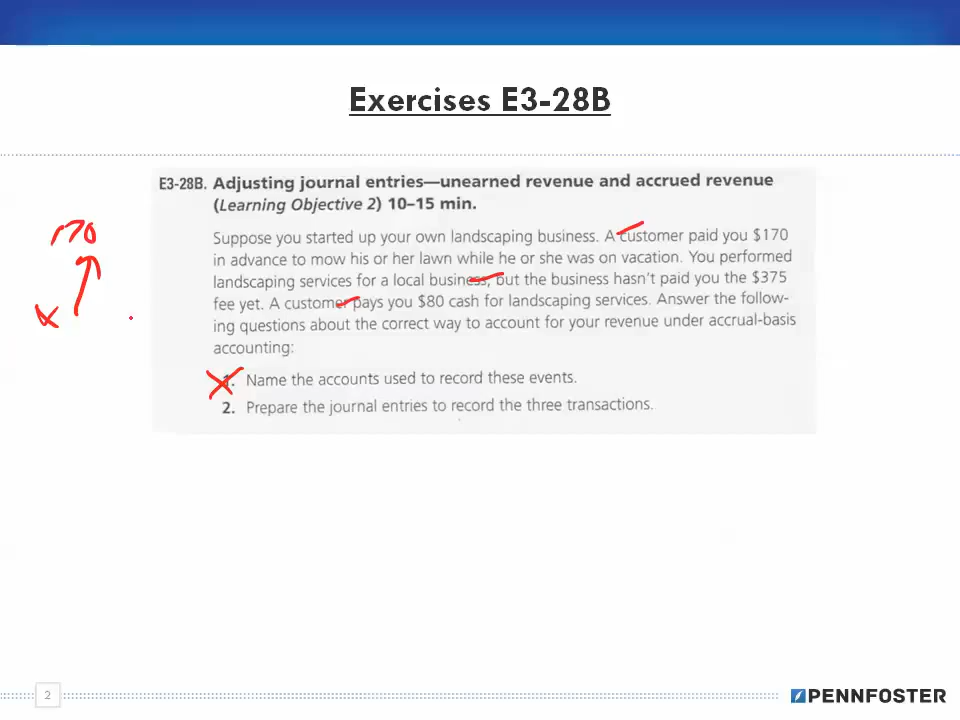 Exercises E3-28B
E3-28B. Adjusting journal entries—unearned revenue and accrued revenue
(Learning Objective 2) 10–15 min.
170
Suppose you started up your own landscaping business. A customer paid you $170
in advance to mow his or her lawn while he or she was on vacation. You performed
landscaping services for a local business, but the business hasn't paid you the $375
fee yet. A customer pays you $80 cash for landscaping services. Answer the follow-
ing questions about the correct way to account for your revenue under accrual-basis
accounting:
1. Name the accounts used to record these events.
2. Prepare the journal entries to record the three transactions.
2
PENNFOSTER